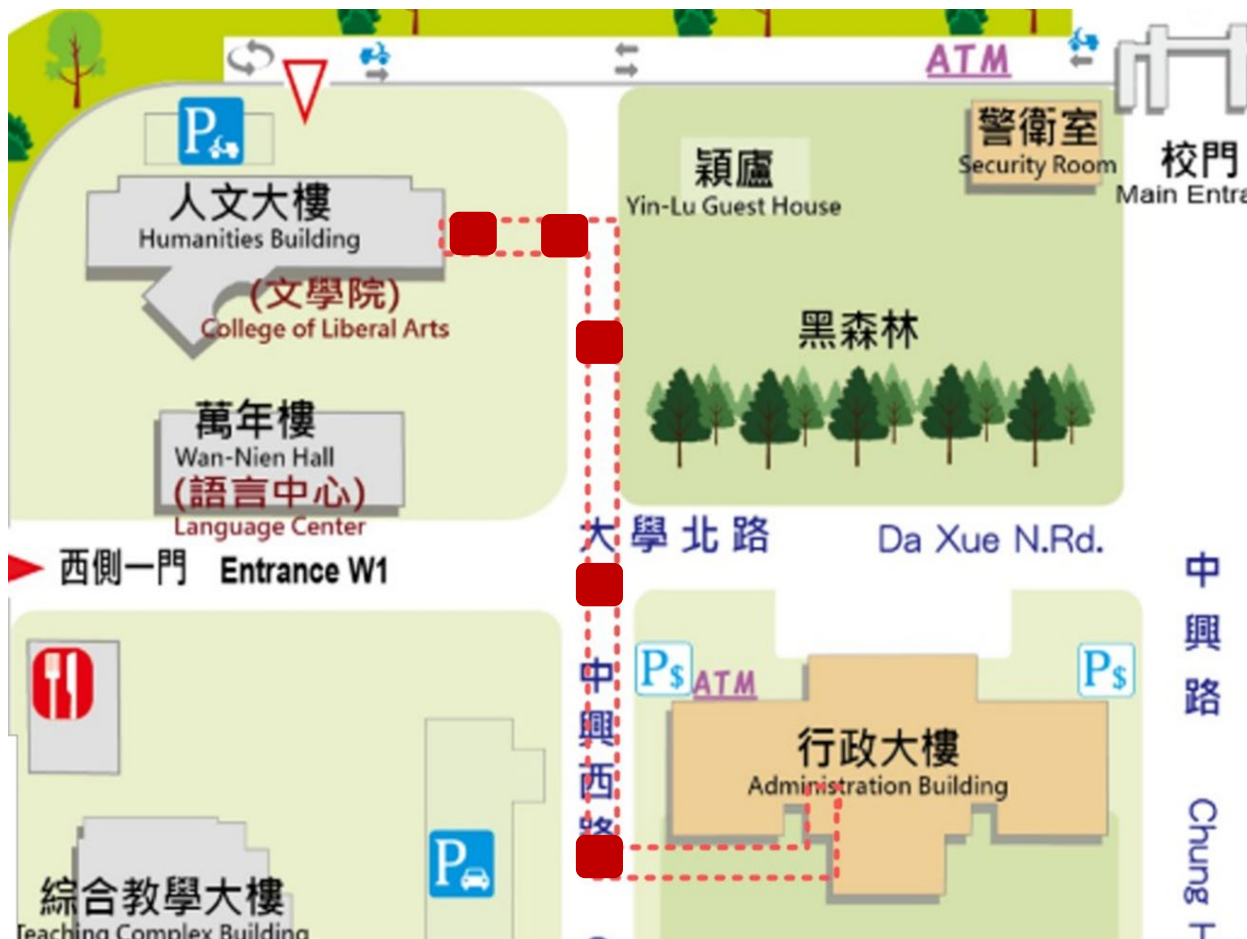 ATM
警衛室
Security Room
校門
Main Entra
P
穎廬
Yin-Lu Guest House
人文大樓
Humanities Building
(文學院)
College of Liberal Arts
黑森林
萬年樓
Wan-Nien Hall
(語言中心)
Language Center
大學北路 Da Xue N.Rd.
西側一門 Entrance W1
中興路 Chung
P$
ATM
P$
中興西路
行政大樓
Administration Building
P
綜合教學大樓
Teaching Complex Building